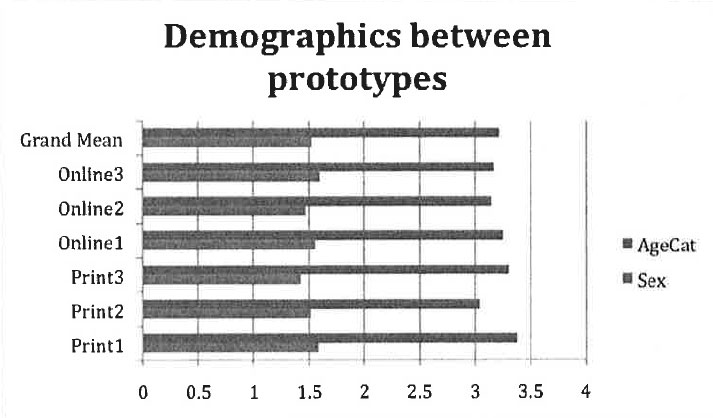 Demographics between
prototypes
Grand Mean
Online3
Online2
Online1
Print3
Print2
Print1
AgeCat
Sex
0 0.5 1 1.5 2 2.5 3 3.5 4